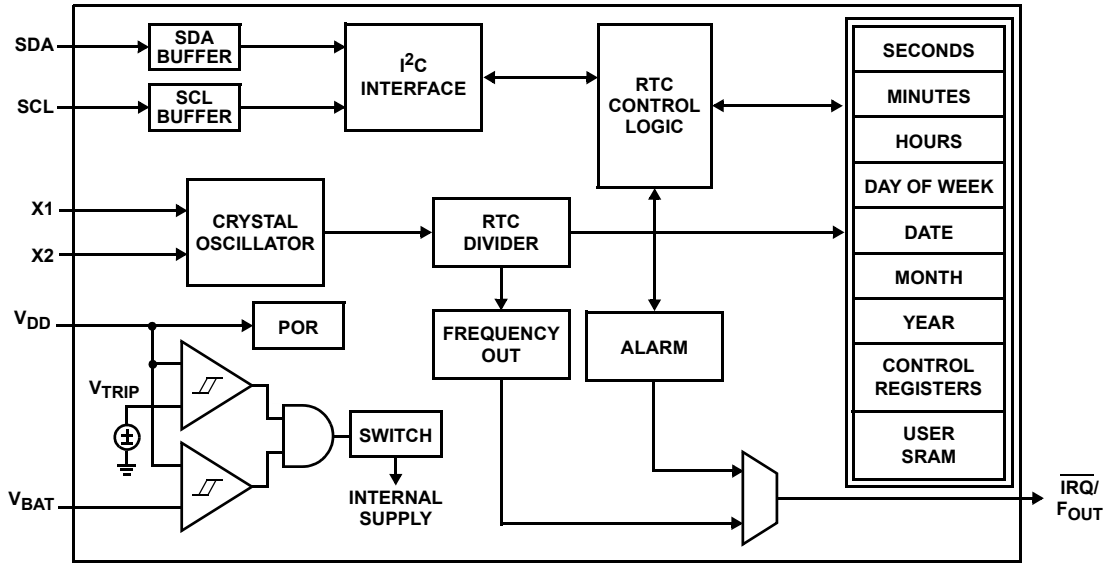 SDA
SDA
BUFFER
I²C
INTERFACE
RTC
CONTROL
LOGIC
SECONDS
MINUTES
HOURS
DAY OF WEEK
DATE
MONTH
YEAR
CONTROL
REGISTERS
USER
SRAM
SCL
SCL
BUFFER
X1
X2
CRYSTAL
OSCILLATOR
RTC
DIVIDER
VDD
POR
FREQUENCY
OUT
ALARM
VTRIP
SWITCH
INTERNAL
SUPPLY
VBAT
IRQ/
FOUT